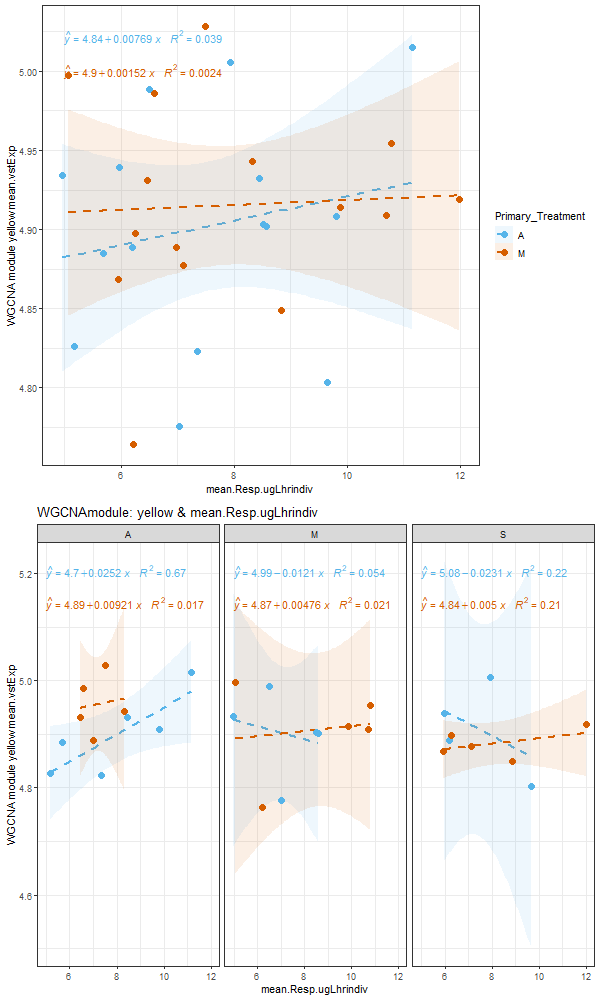 ŷ = 4.84 + 0.00769 x R² = 0.039
ŷ = 4.9 + 0.00152 x R² = 0.0024
5.00
4.95
4.90
4.85
4.80
WGCNA module yellow mean.vstExp
6 8 10 12
mean.Resp.ugLhrindiv
Primary_Treatment
A
M
WGCNAmodule: yellow & mean.Resp.ugLhrindiv
A M S
ŷ = 4.7 + 0.0252 x R² = 0.67
ŷ = 4.89 + 0.00921 x R² = 0.017
ŷ = 4.99 − 0.0121 x R² = 0.054
ŷ = 4.87 + 0.00476 x R² = 0.021
ŷ = 5.08 − 0.0231 x R² = 0.22
ŷ = 4.84 + 0.005 x R² = 0.21
5.2
5.0
4.8
4.6
WGCNA module yellow mean.vstExp
6 8 10 12 6 8 10 12 6 8 10 12
mean.Resp.ugLhrindiv